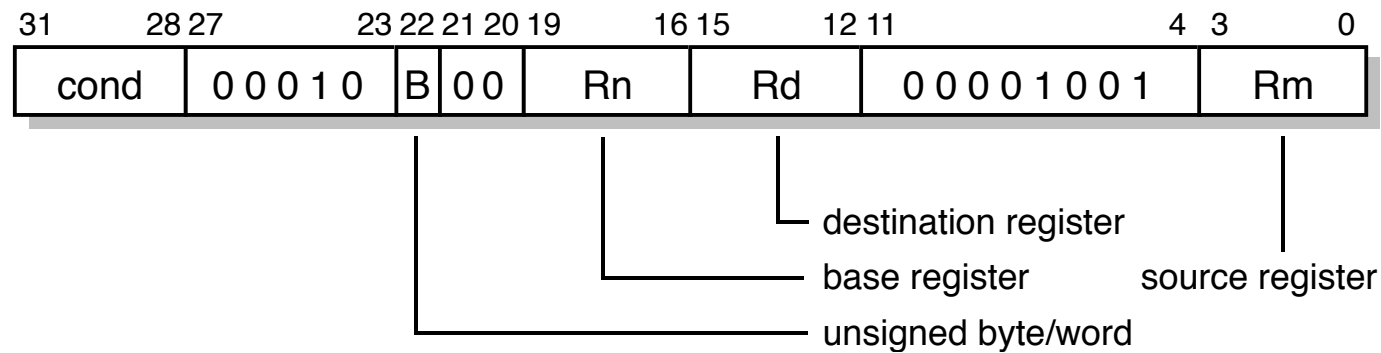 31 28 27 23 22 21 20 19 16 15 12 11 4 3 0
cond 0 0 0 1 0 B 0 0 Rn Rd 0 0 0 0 1 0 0 1 Rm
destination register
base register source register
unsigned byte/word